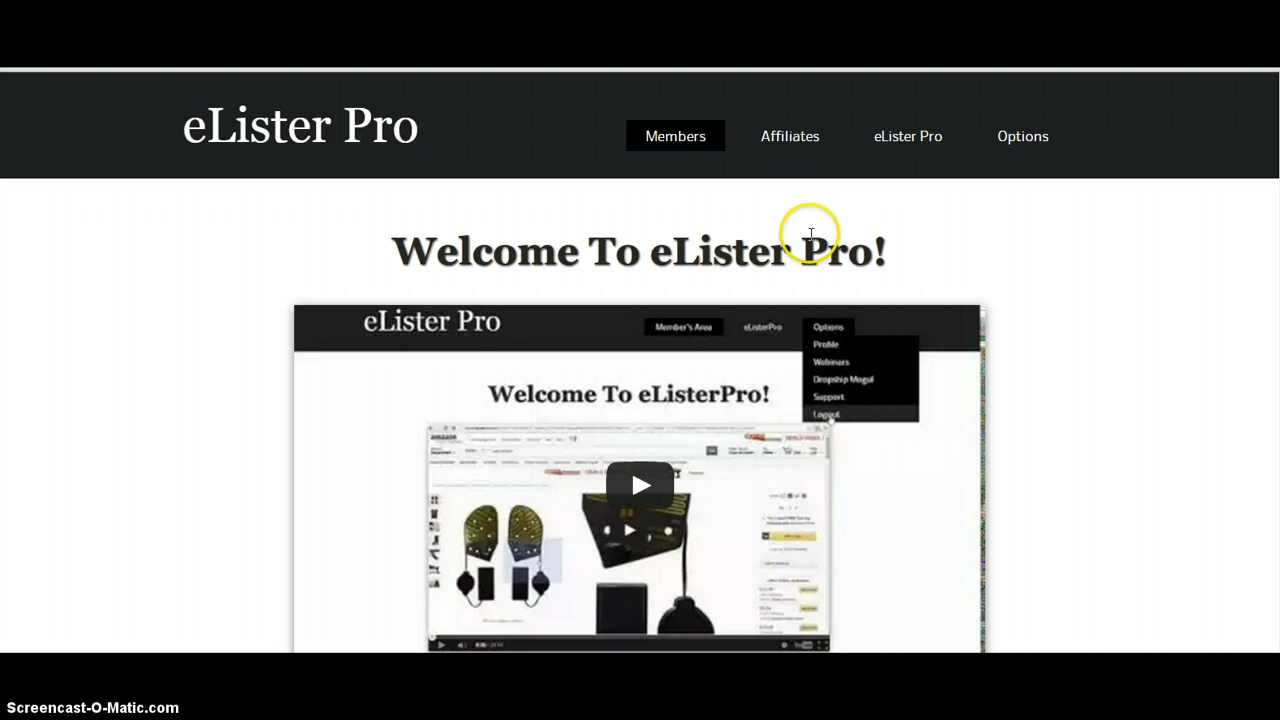 eLister Pro
Members Affiliates eLister Pro Options
Welcome To eLister Pro!
eLister Pro
Member's Area eListerPro Options
Profile
Webinars
Dropship Mogul
Support
Logout
Welcome To eListerPro!
amazon
Screencast-O-Matic.com